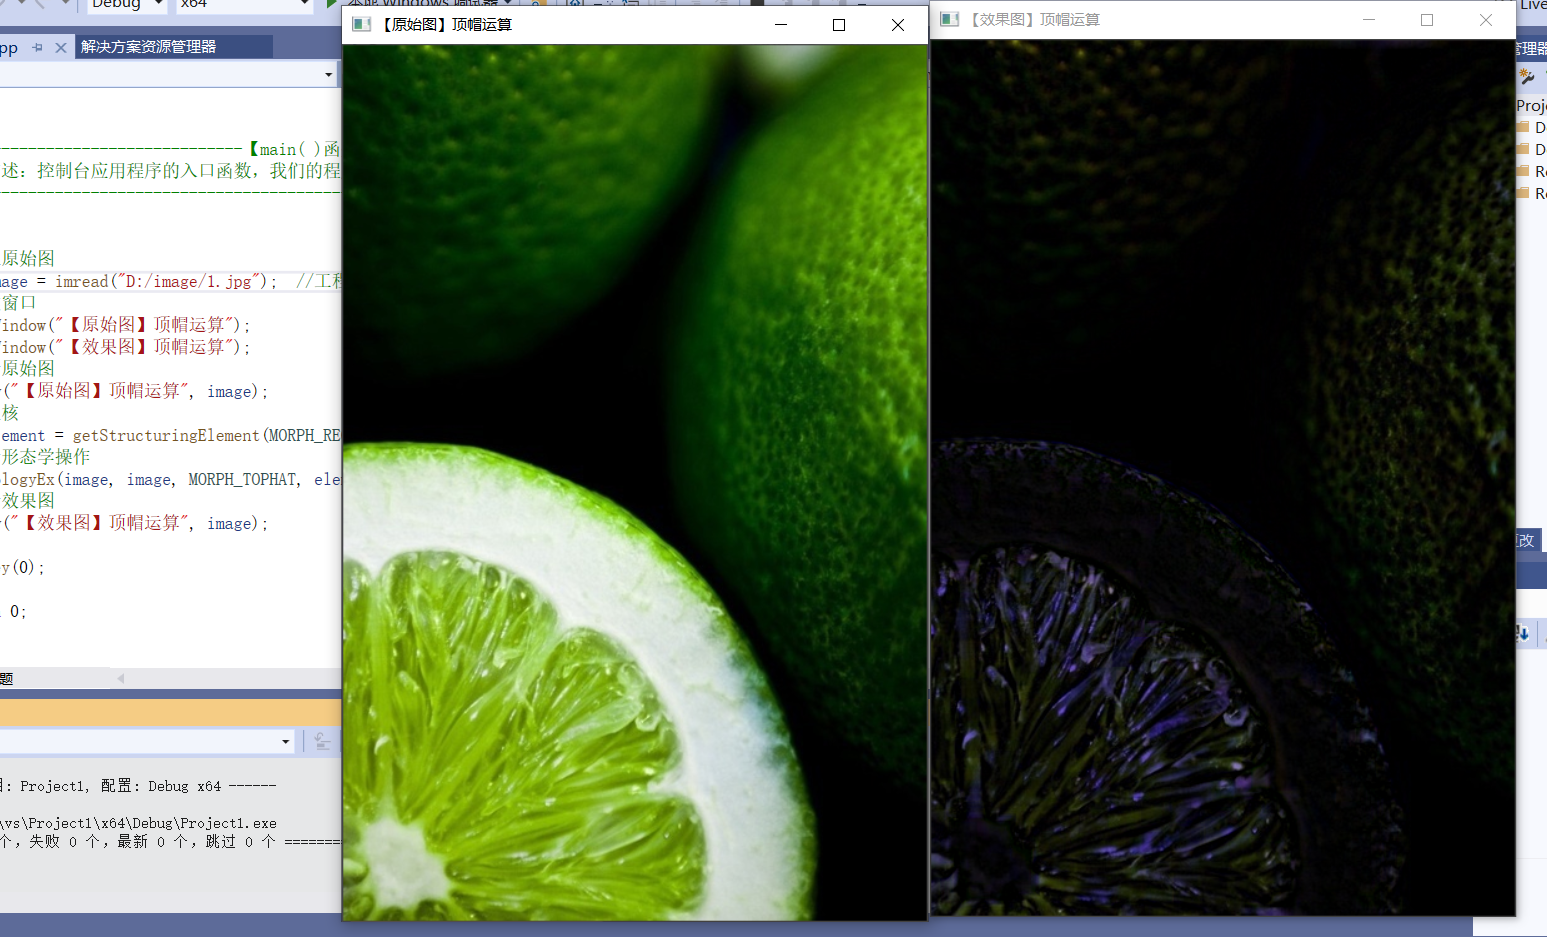 Debug
x64
pp
解决方案资源管理器
【原始图】顶帽运算
【效果图】顶帽运算
Live
管理器
Proj
---------------------------【main( )函
述：控制台应用程序的入口函数，我们的程
原始图
age = imread("D:/image/1.jpg");  //工程
窗口
indow("【原始图】顶帽运算");
indow("【效果图】顶帽运算");
原始图
("【原始图】顶帽运算", image);
核
ement = getStructuringElement(MORPH_RE
形态学操作
logyEx(image, image, MORPH_TOPHAT, ele
效果图
("【效果图】顶帽运算", image);
y(0);
0;
题
更改
: Project1, 配置: Debug x64 ------
\vs\Project1\x64\Debug\Project1.exe
个，失败 0 个，最新 0 个，跳过 0 个 =======